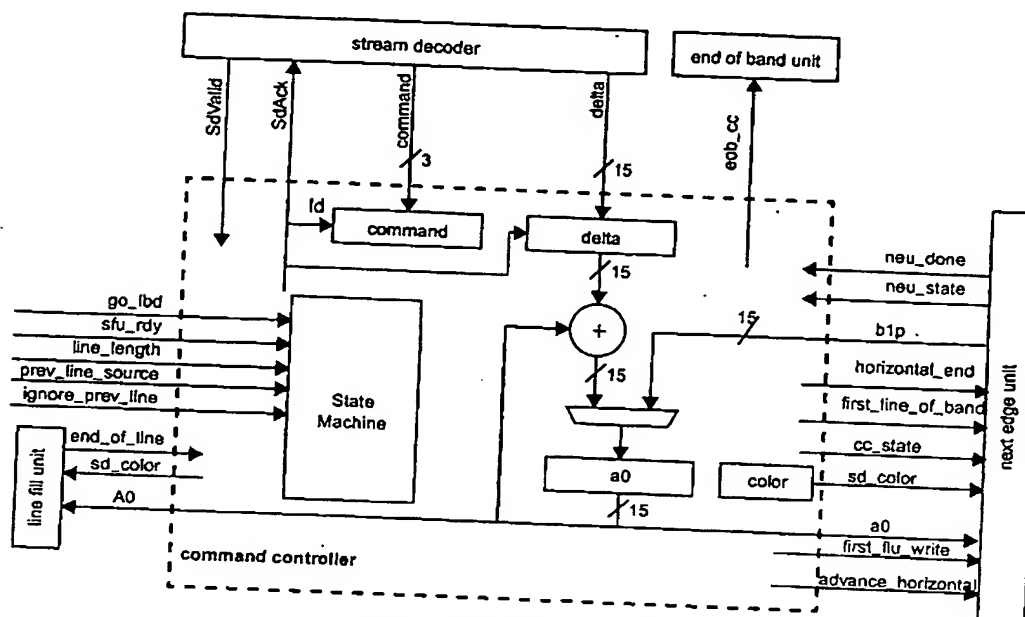 stream decoder
end of band unit
SdValid
SdAck
command
delta
eob_cc
3
15
ld
command
delta
15
neu_done
neu_state
go_lbd
sfu_rdy
line_length
prev_line_source
ignore_prev_line
+
15
b1p
State
Machine
15
horizontal_end
first_line_of_band
cc_state
sd_color
end_of_line
sd_color
A0
line fill unit
a0
color
15
a0
first_flu_write
advance_horizontal
next edge unit
command controller